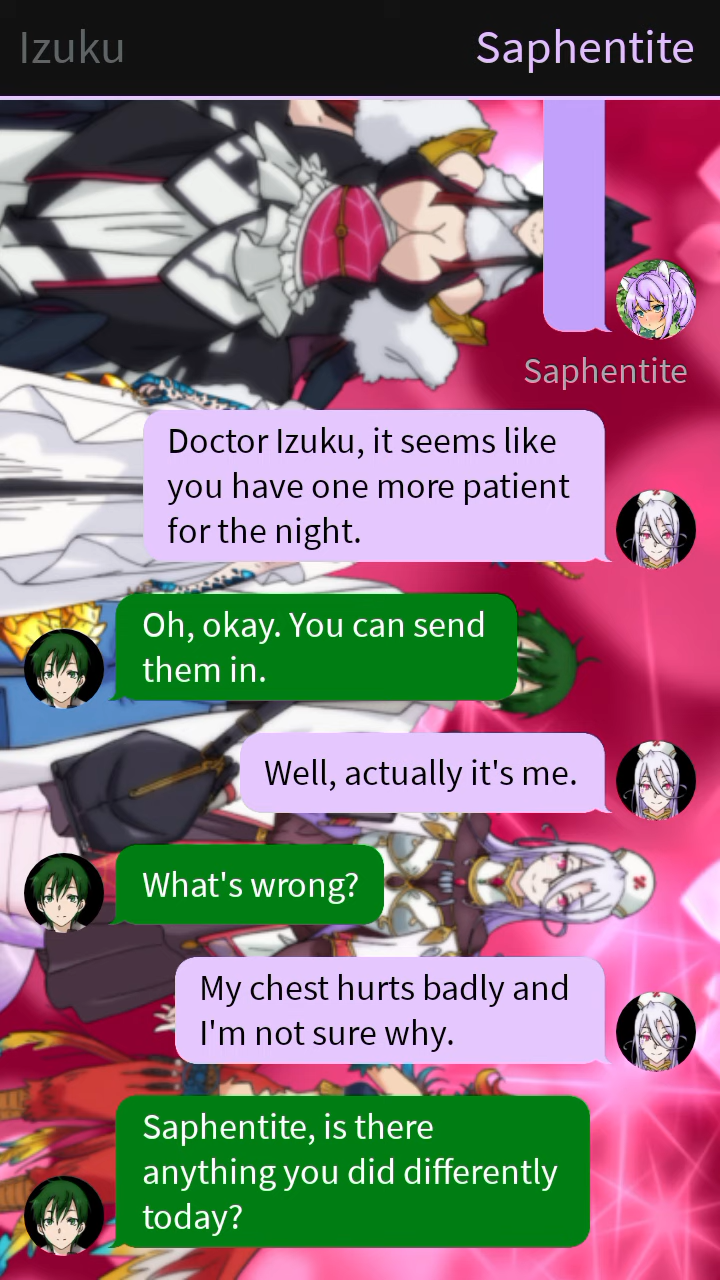 Izuku
Saphentite
Saphentite
Doctor Izuku, it seems like
you have one more patient
for the night.
Oh, okay. You can send
them in.
Well, actually it's me.
What's wrong?
My chest hurts badly and
I'm not sure why.
Saphentite, is there
anything you did differently
today?